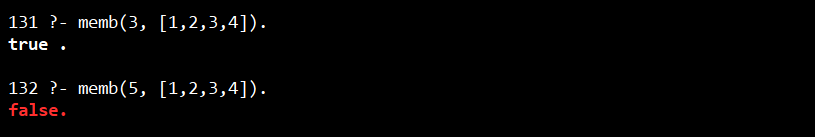 131 ?- memb(3, [1,2,3,4]).
true .
132 ?- memb(5, [1,2,3,4]).
false.